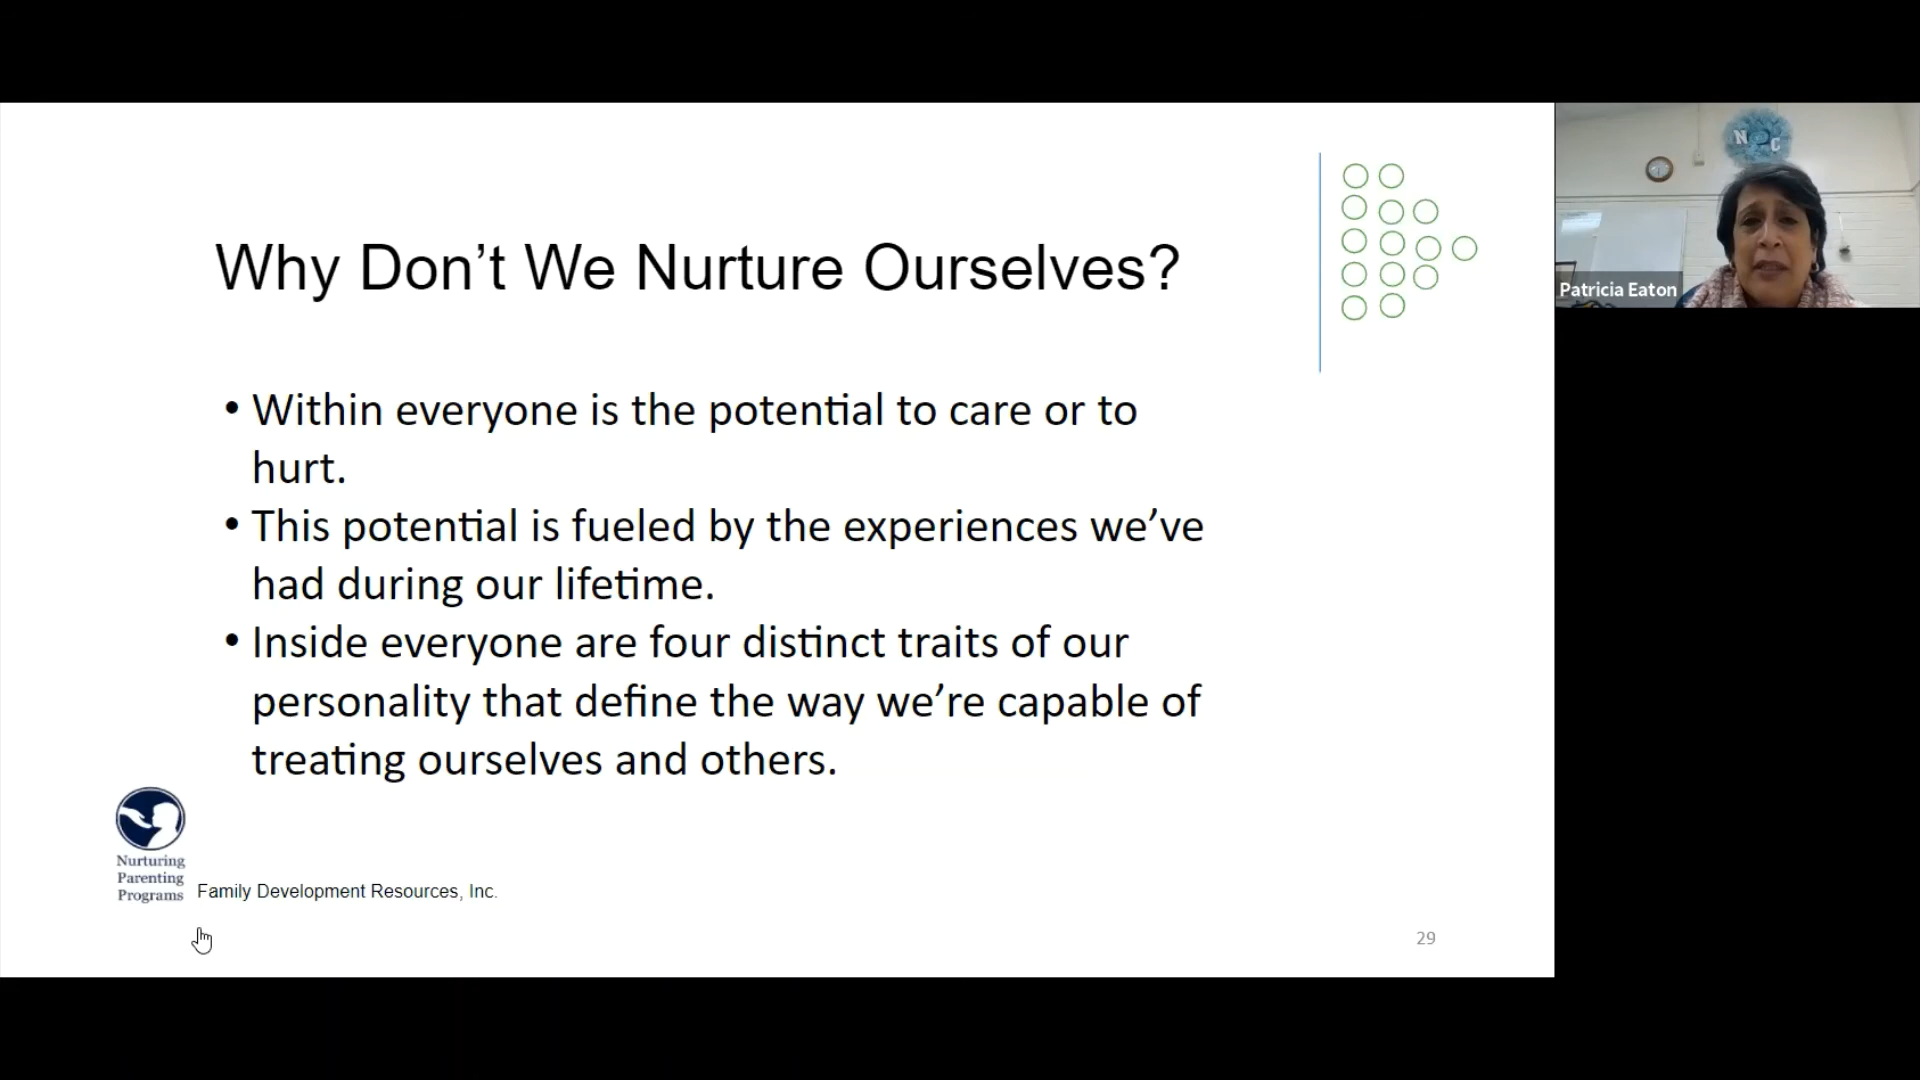 Why Don’t We Nurture Ourselves?
• Within everyone is the potential to care or to
hurt.
• This potential is fueled by the experiences we’ve
had during our lifetime.
• Inside everyone are four distinct traits of our
personality that define the way we’re capable of
treating ourselves and others.
Nurturing
Parenting
Programs
Family Development Resources, Inc.
29
N C
Patricia Eaton